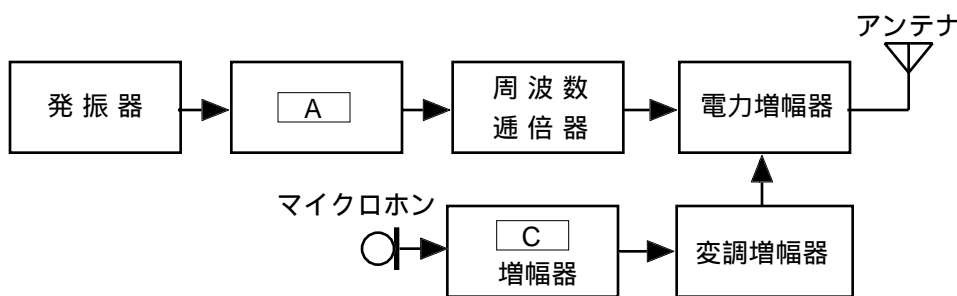 アンテナ
発振器
A
周波数
逓倍器
電力増幅器
マイクロホン
C
増幅器
変調増幅器